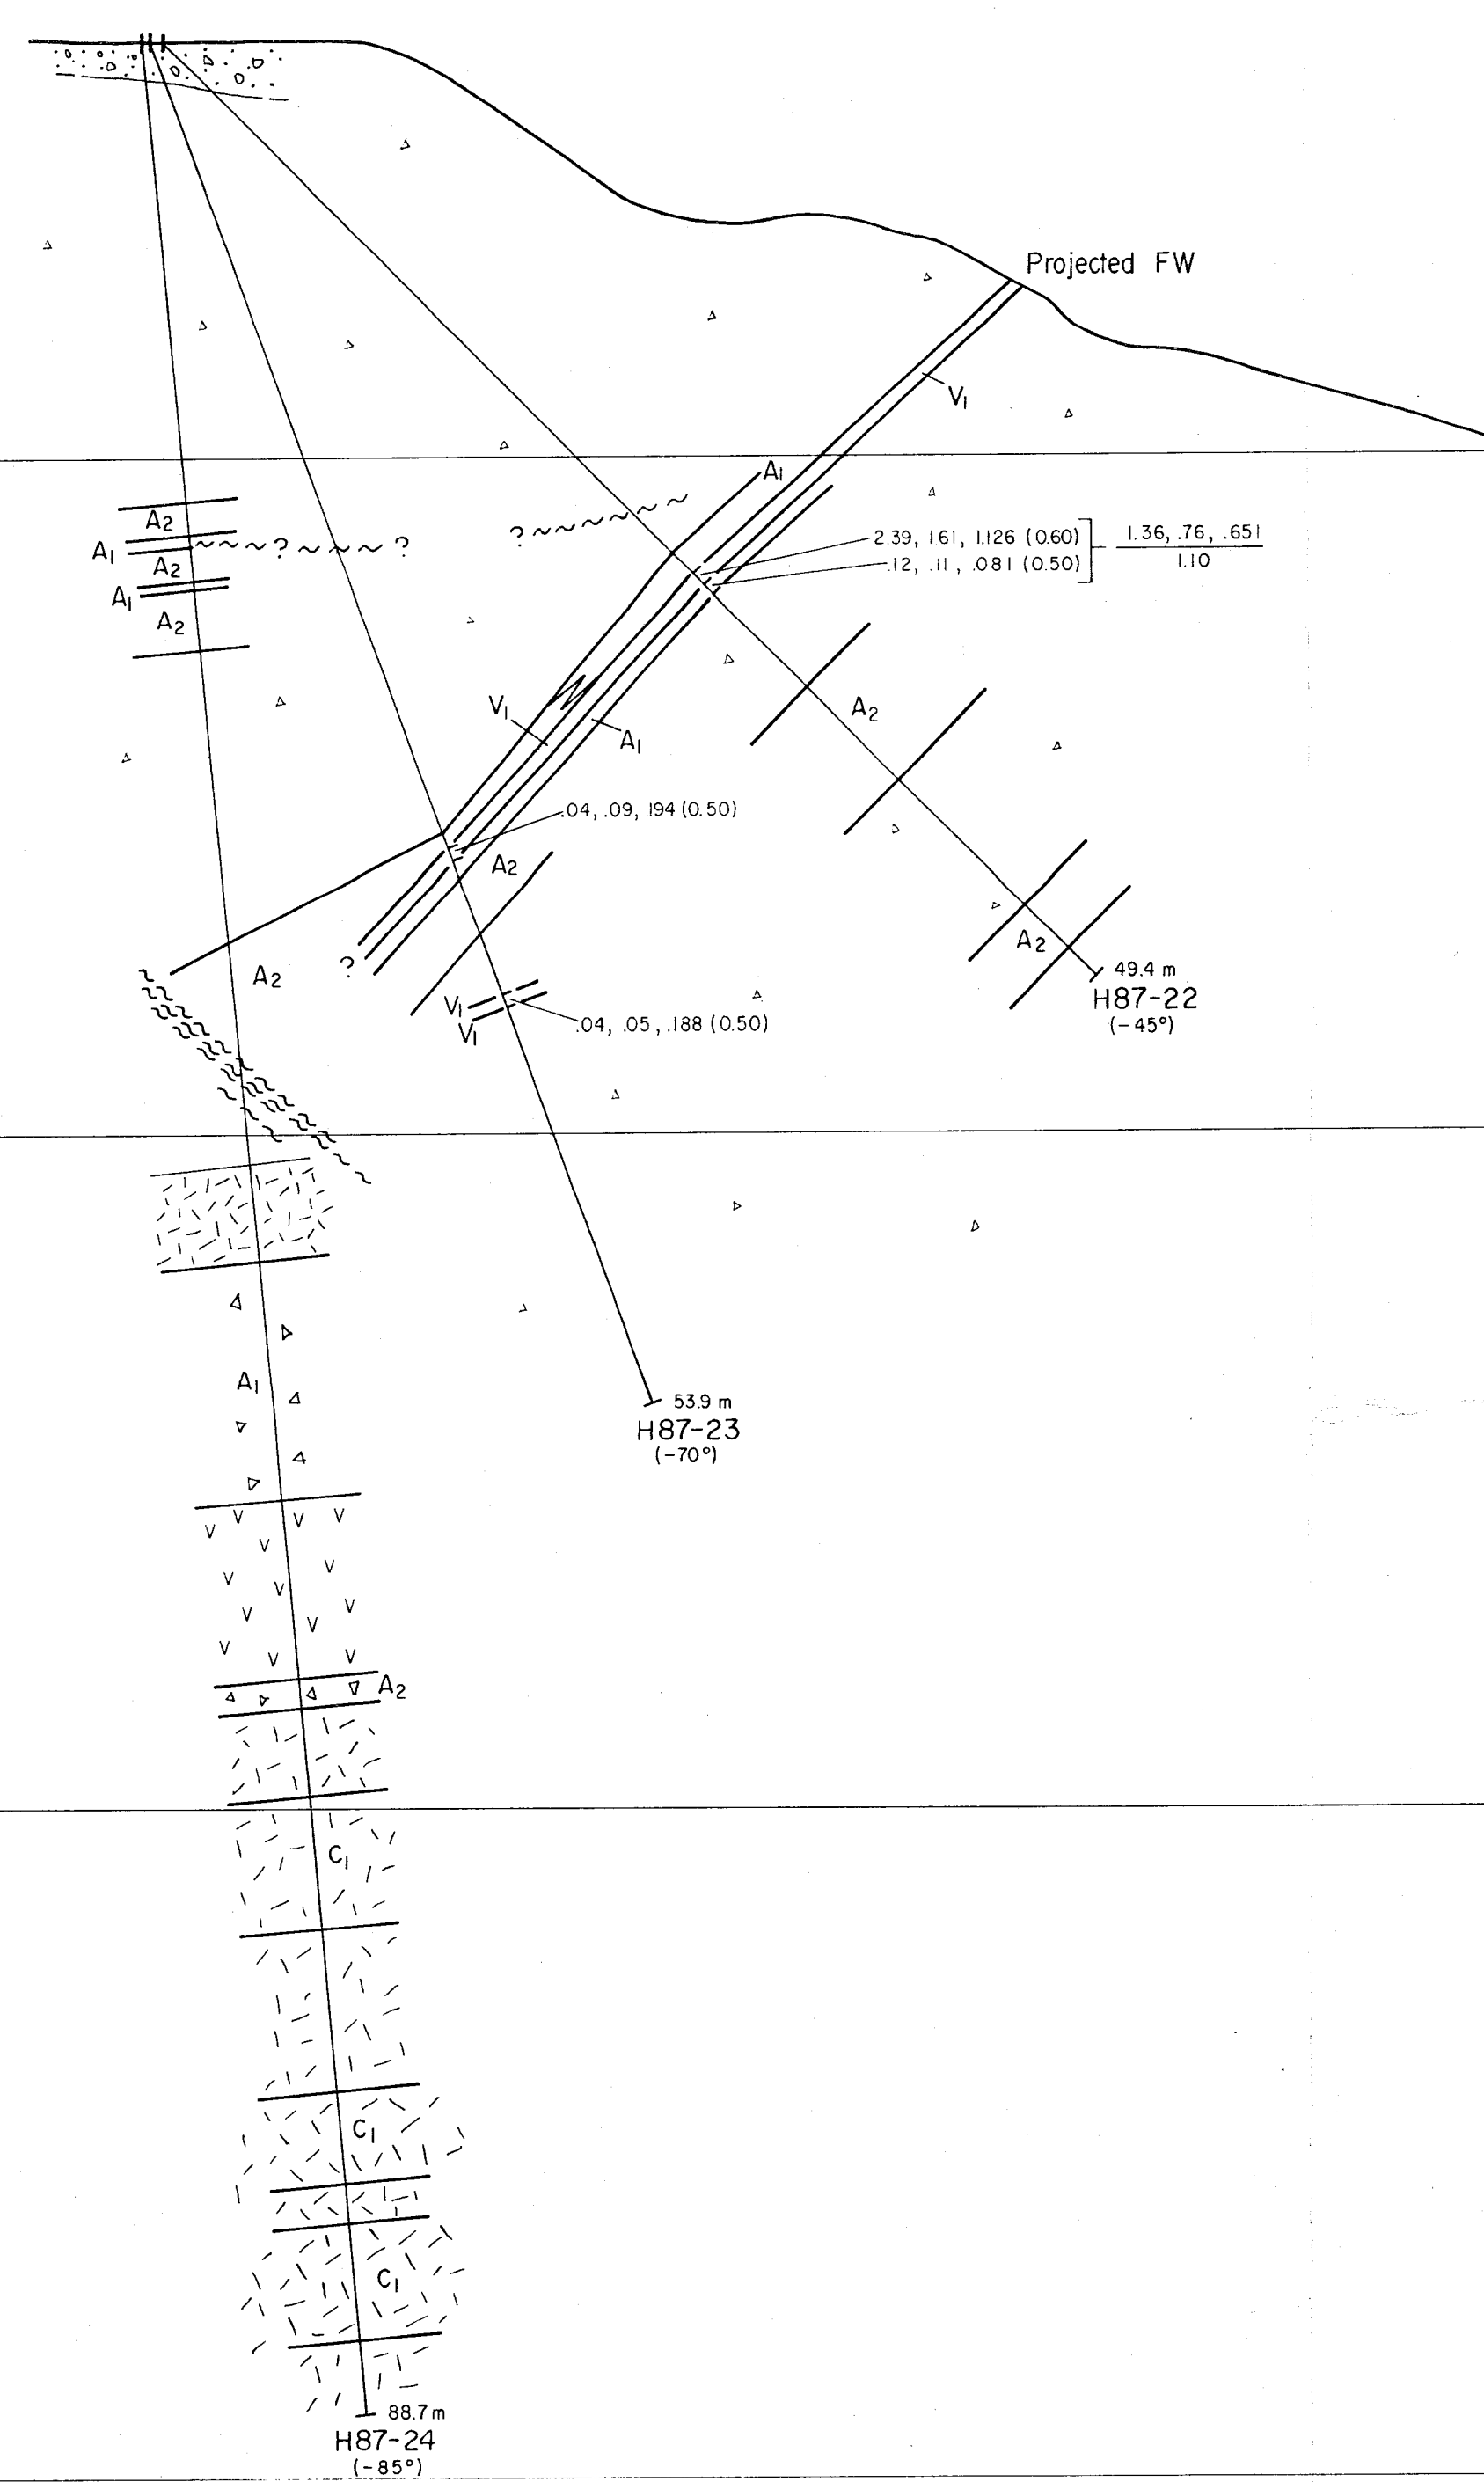 Projected FW
V1
A1
A2
A1
A2
A1
A2
2.39, 1.61, 1.126 (0.60)
.12, .11, .081 (0.50)
1.36, .76, .651
1.10
?
?
?
A2
V1
A1
.04, .09, .194 (0.50)
A2
?
A2
A2
49.4 m
H87-22
(-45°)
V1
V1
.04, .05, .188 (0.50)
A1
53.9 m
H87-23
(-70°)
A2
C1
C1
C1
88.7 m
H87-24
(-85°)